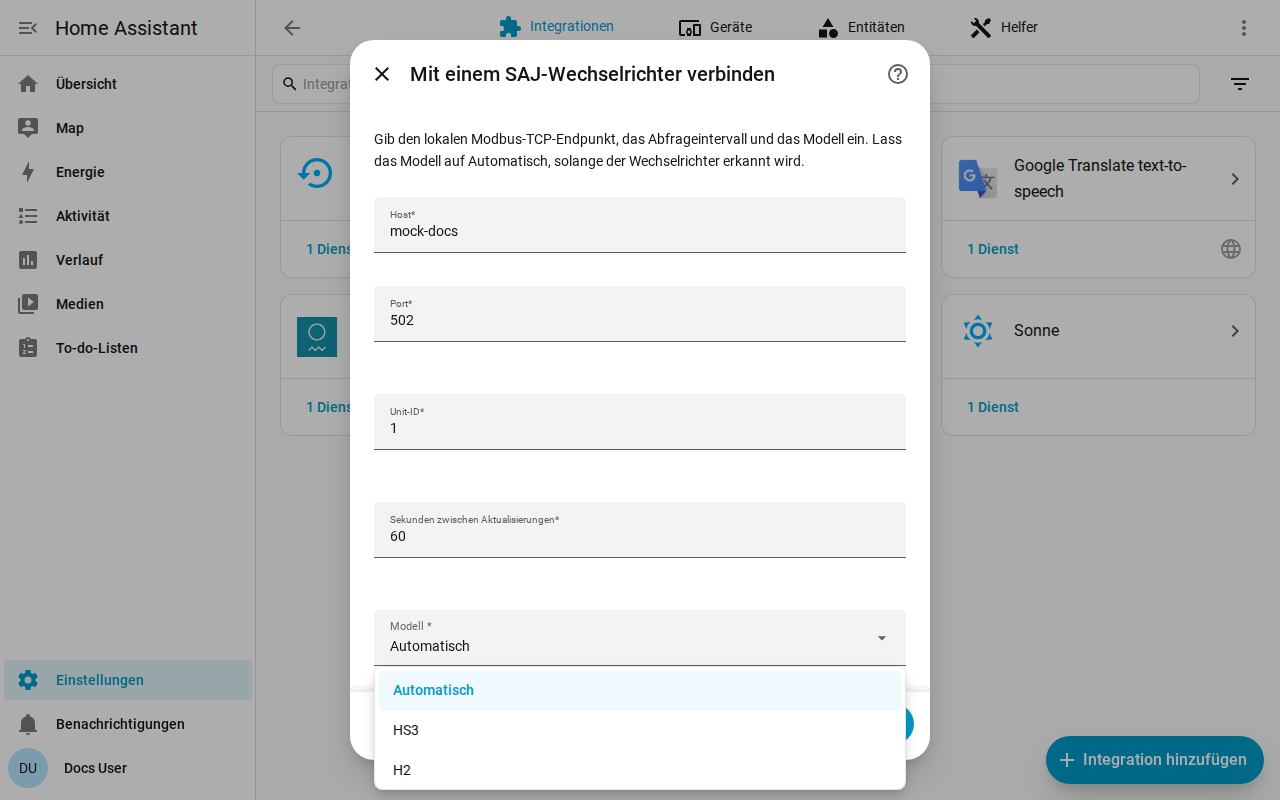 Home Assistant
Integrationen
Geräte
Entitäten
Helfer
Übersicht
Map
Energie
Aktivität
Verlauf
Medien
To-do-Listen
Einstellungen
Benachrichtigungen
DU
Docs User
Mit einem SAJ-Wechselrichter verbinden
Gib den lokalen Modbus-TCP-Endpunkt, das Abfrageintervall und das Modell ein. Lass
das Modell auf Automatisch, solange der Wechselrichter erkannt wird.
Host*
mock-docs
Port*
502
Unit-ID*
1
Sekunden zwischen Aktualisierungen*
60
Modell *
Automatisch
Automatisch
HS3
H2
Integrat
1 Diens
1 Diens
Google Translate text-to-
speech
1 Dienst
Sonne
1 Dienst
Integration hinzufügen